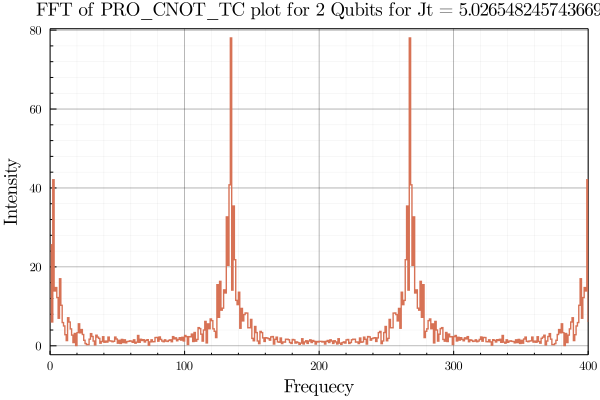 FFT of PRO_CNOT_TC plot for 2 Qubits for Jt = 5.026548245743669
80
60
40
20
0
Intensity
0 100 200 300 400
Frequecy